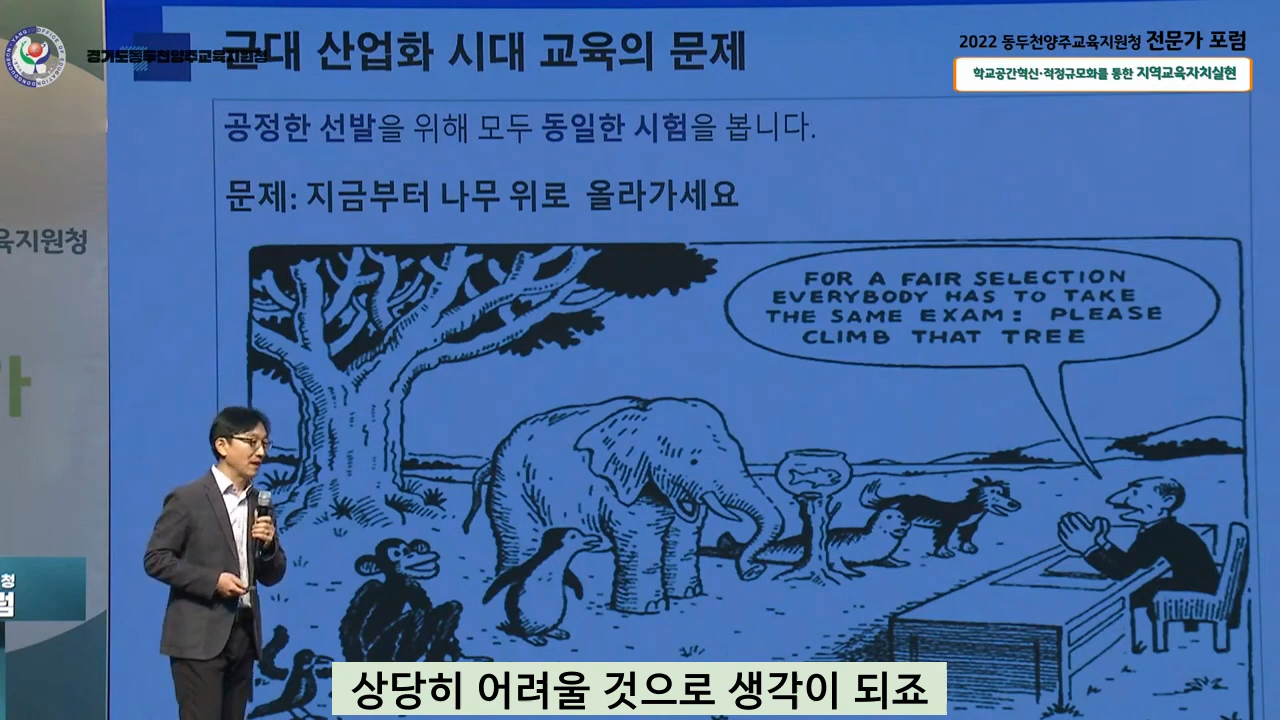 경기도동두천양주교육지원청
근대 산업화 시대 교육의 문제
2022 동두천양주교육지원청 전문가 포럼
학교공간혁신·적정규모화를 통한 지역교육자치실현
공정한 선발을 위해 모두 동일한 시험을 봅니다.
문제: 지금부터 나무 위로 올라가세요
육지원청
FOR A FAIR SELECTION
EVERYBODY HAS TO TAKE
THE SAME EXAM: PLEASE
CLIMB THAT TREE
가
청
럼
상당히 어려울 것으로 생각이 되죠